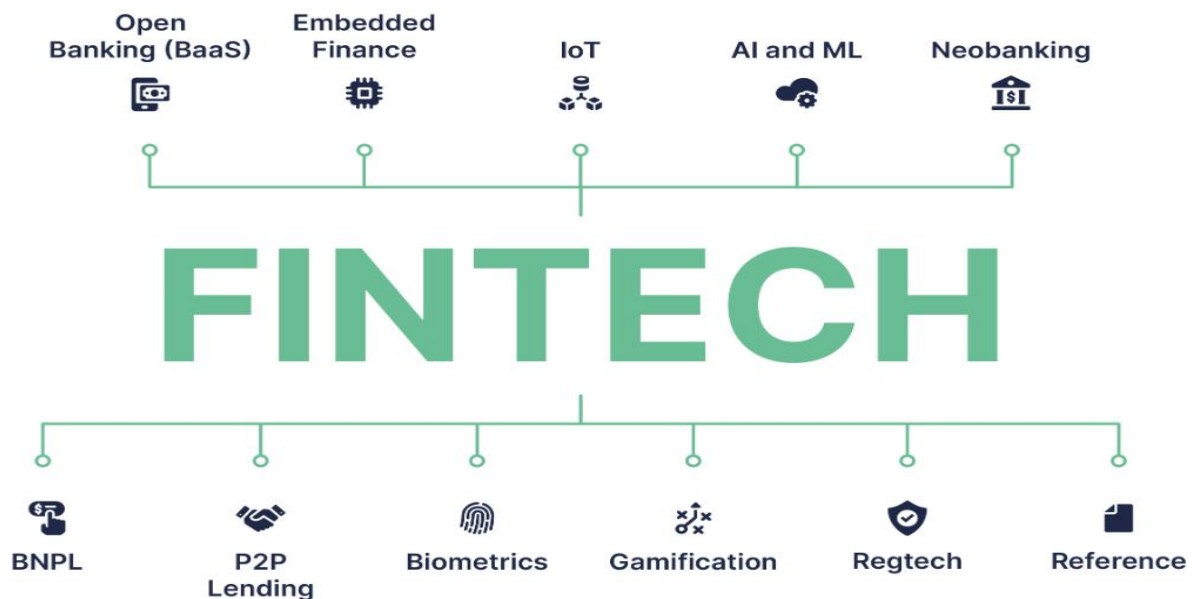 Open
Banking (BaaS)
Embedded
Finance
IoT
AI and ML
Neobanking
FINTECH
BNPL
P2P
Lending
Biometrics
Gamification
Regtech
Reference